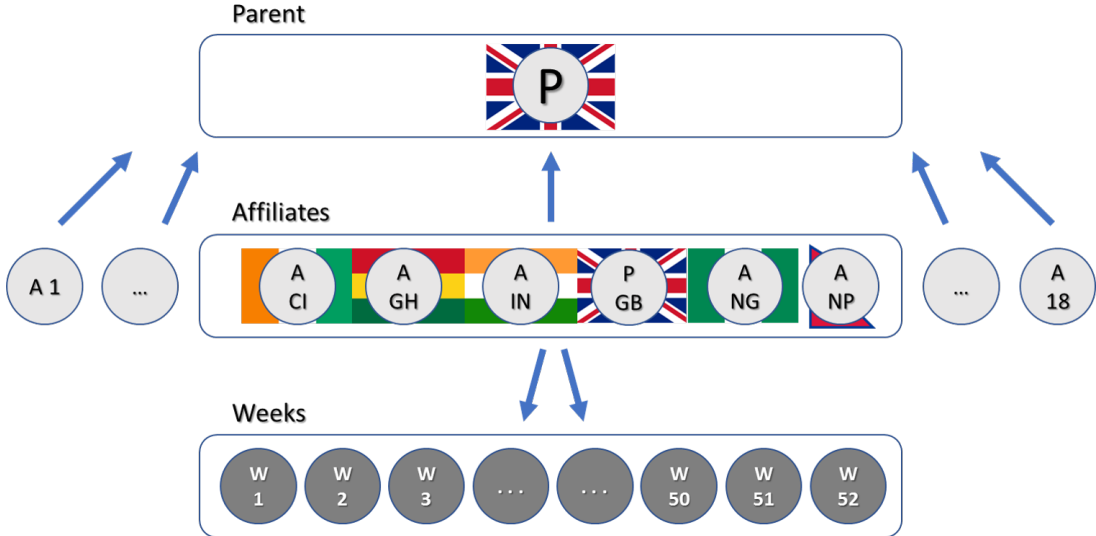 Parent
P
Affiliates
A 1
...
A
CI
A
GH
A
IN
P
GB
A
NG
A
NP
...
A
18
Weeks
W
1
W
2
W
3
...
...
W
50
W
51
W
52